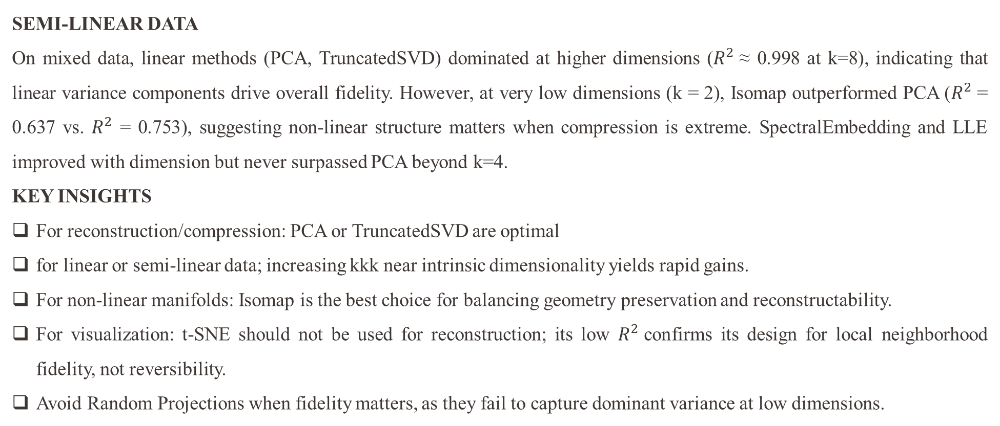 SEMI-LINEAR DATA
On mixed data, linear methods (PCA, TruncatedSVD) dominated at higher dimensions (R² ≈ 0.998 at k=8), indicating that
linear variance components drive overall fidelity. However, at very low dimensions (k = 2), Isomap outperformed PCA (R² =
0.637 vs. R² = 0.753), suggesting non-linear structure matters when compression is extreme. SpectralEmbedding and LLE
improved with dimension but never surpassed PCA beyond k=4.
KEY INSIGHTS
❑ For reconstruction/compression: PCA or TruncatedSVD are optimal
❑ for linear or semi-linear data; increasing kkk near intrinsic dimensionality yields rapid gains.
❑ For non-linear manifolds: Isomap is the best choice for balancing geometry preservation and reconstructability.
❑ For visualization: t-SNE should not be used for reconstruction; its low R² confirms its design for local neighborhood
fidelity, not reversibility.
❑ Avoid Random Projections when fidelity matters, as they fail to capture dominant variance at low dimensions.